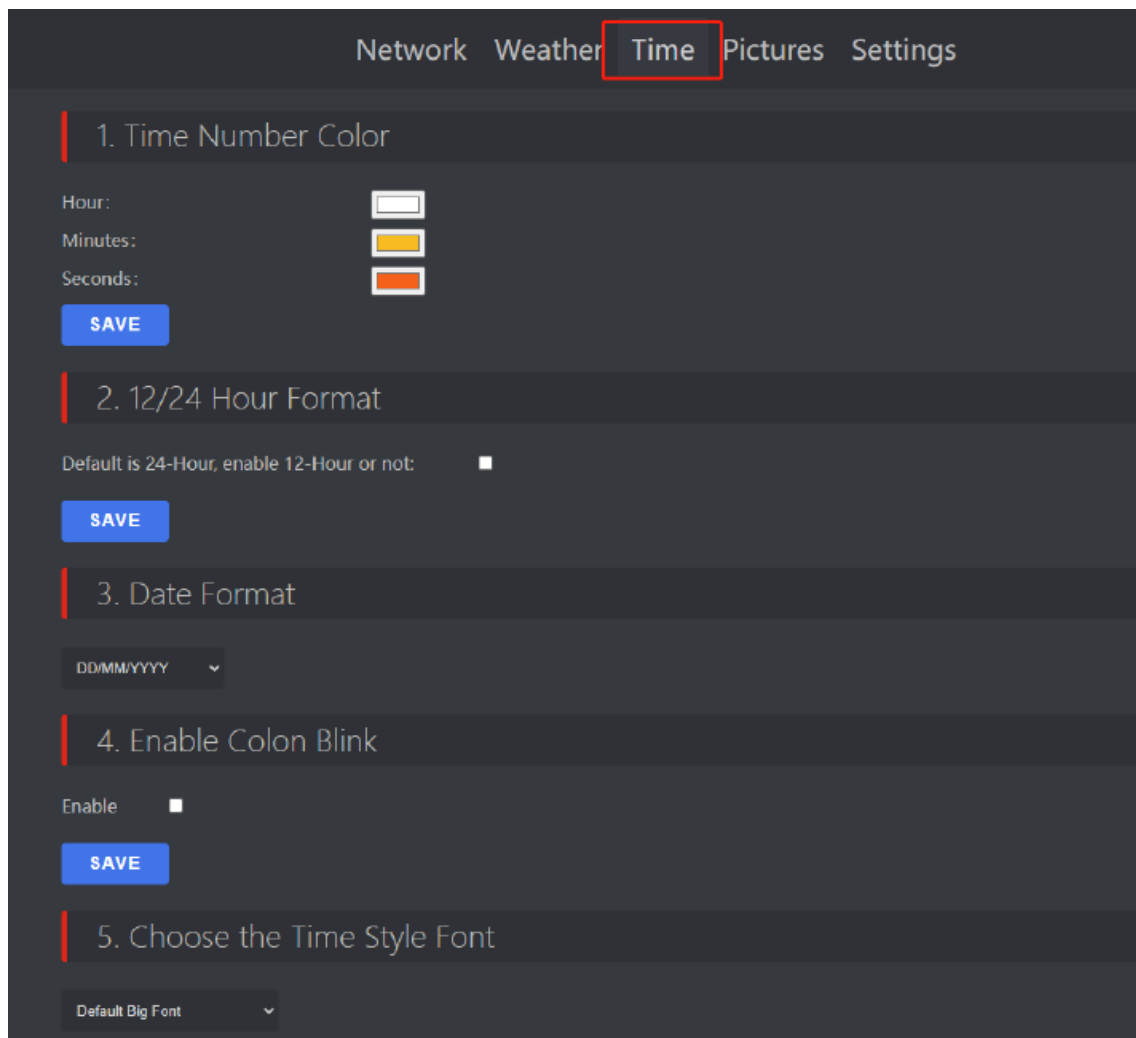 Network Weather Time Pictures Settings
1. Time Number Color
Hour:
Minutes:
Seconds:
SAVE
2. 12/24 Hour Format
Default is 24-Hour, enable 12-Hour or not:
SAVE
3. Date Format
DD/MM/YYYY
4. Enable Colon Blink
Enable
SAVE
5. Choose the Time Style Font
Default Big Font